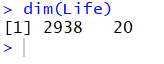 > dim(Life)
[1] 2938   20
>